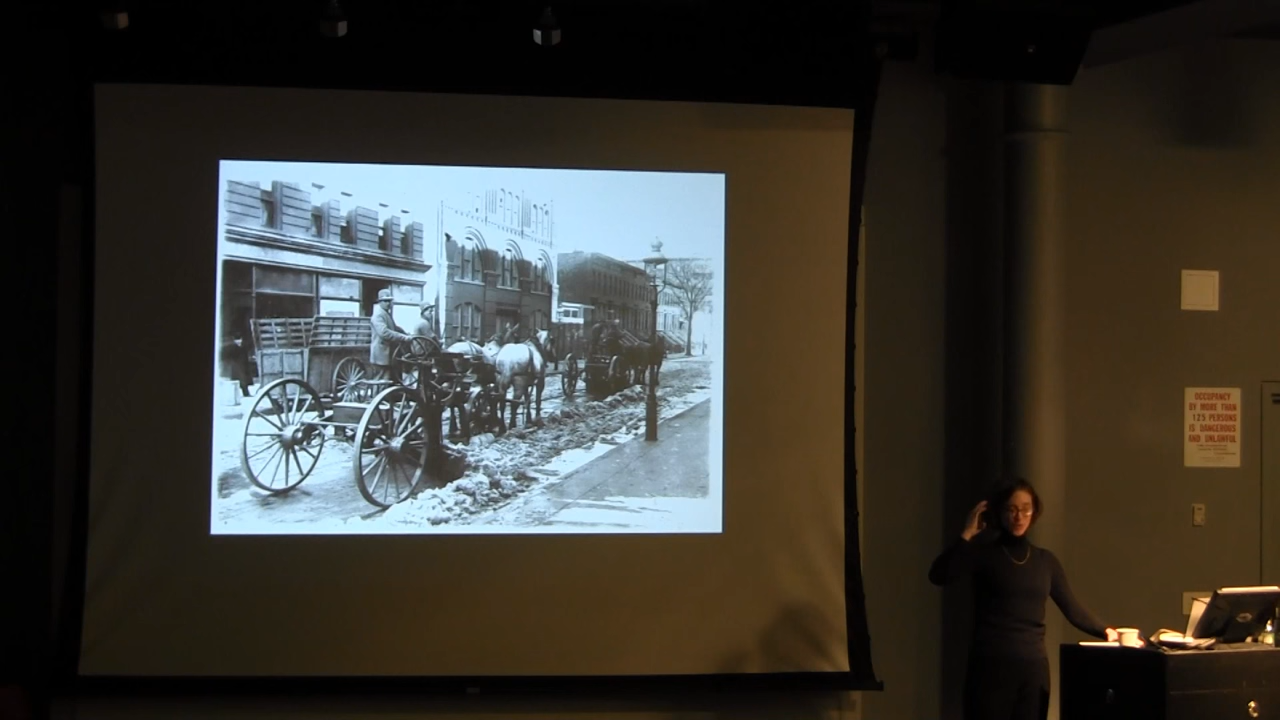 OCCUPANCY
BY MORE THAN
125 PERSONS
IS DANGEROUS
AND UNLAWFUL